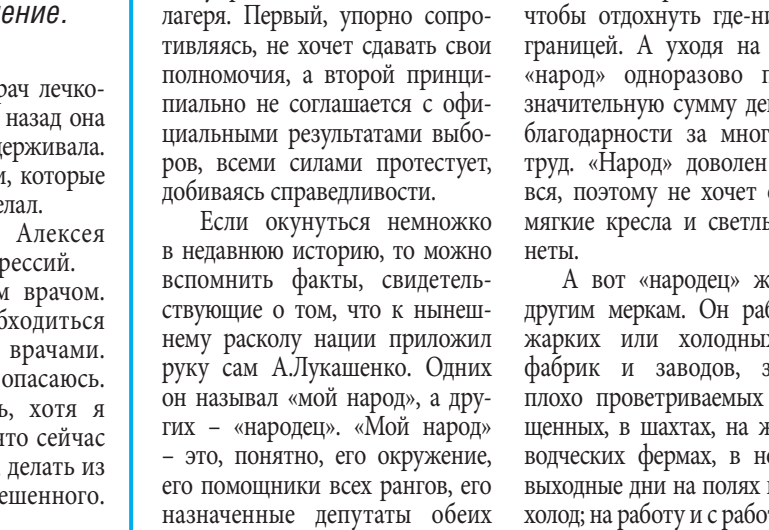 ение.
рач лечко-
назад она
держивала.
и, которые
елал.
Алексея
рессий.
м врачом.
бходиться
врачами.
опасаюсь.
ь, хотя я
что сейчас
делать из
ешенного.
лагеря. Первый, упорно сопро-
тивляясь, не хочет сдавать свои
полномочия, а второй принци-
пиально не соглашается с офи-
циальными результатами выбо-
ров, всеми силами протестует,
добиваясь справедливости.
Если окунуться немножко
в недавнюю историю, то можно
вспомнить факты, свидетель-
ствующие о том, что к нынеш-
нему расколу нации приложил
руку сам А.Лукашенко. Одних
он называл «мой народ», а дру-
гих – «народец». «Мой народ»
– это, понятно, его окружение,
его помощники всех рангов, его
назначенные депутаты обеих
чтобы отдохнуть где-ни
границей. А уходя на
«народ» одноразово п
значительную сумму де
благодарности за мног
труд. «Народ» доволен
вся, поэтому не хочет
мягкие кресла и светль
неты.
А вот «народец» ж
другим меркам. Он раб
жарких или холодных
фабрик и заводов, з
плохо проветриваемых
щенных, в шахтах, на ж
водческих фермах, в не
выходные дни на полях
холод; на работу и с рабо